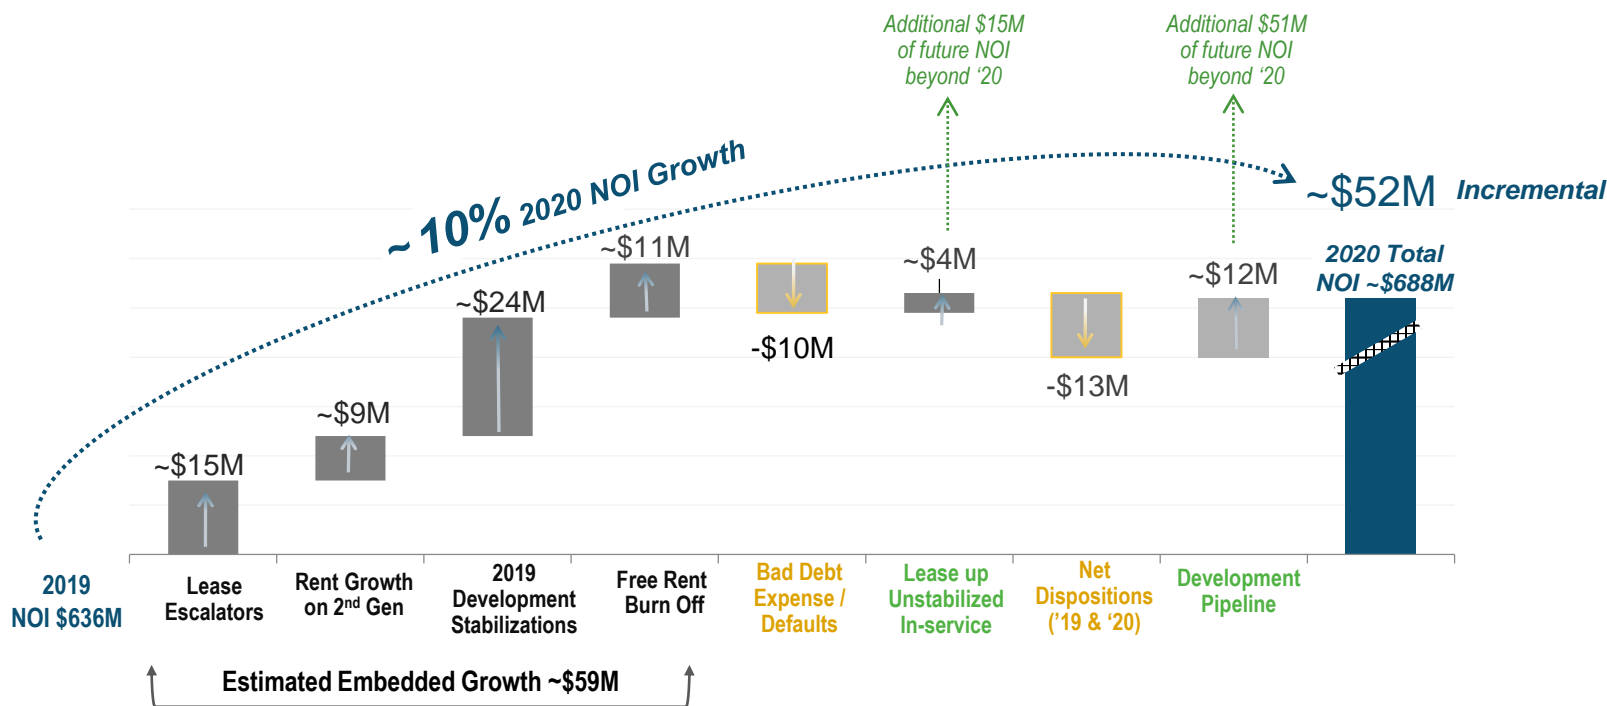 Additional $15M
of future NOI
beyond ‘20
Additional $51M
of future NOI
beyond ‘20
~ 10% 2020 NOI Growth
~$52M Incremental
2020 Total
NOI ~$688M
~$15M
~$9M
~$24M
~$11M
-$10M
~$4M
-$13M
~$12M
2019
NOI $636M
Lease
Escalators
Rent Growth
on 2nd Gen
2019
Development
Stabilizations
Free Rent
Burn Off
Bad Debt
Expense /
Defaults
Lease up
Unstabilized
In-service
Net
Dispositions
(’19 & ‘20)
Development
Pipeline
Estimated Embedded Growth ~$59M